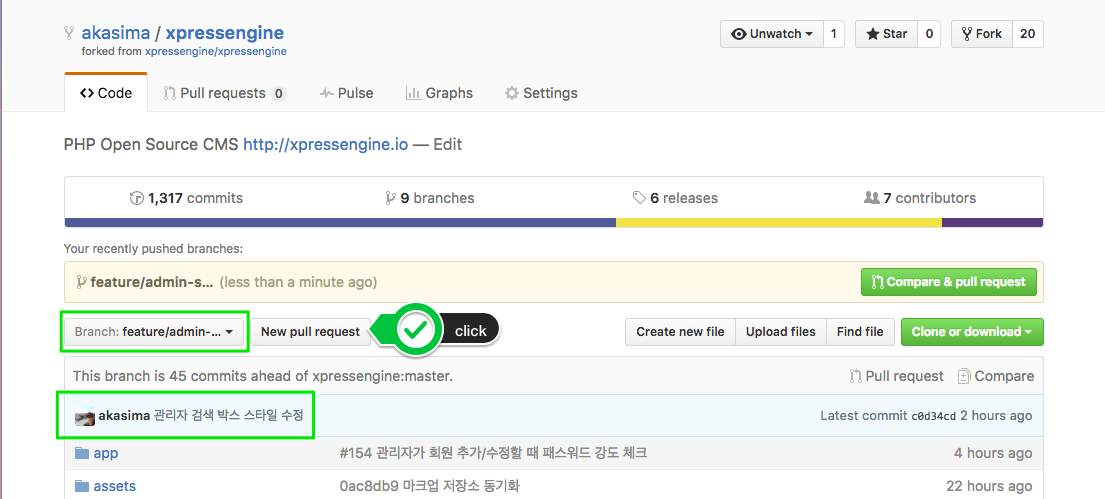 akasima / xpressengine
forked from xpressengine/xpressengine
Unwatch 1 Star 0 Fork 20
Code Pull requests 0 Pulse Graphs Settings
PHP Open Source CMS http://xpressengine.io — Edit
1,317 commits 9 branches 6 releases 7 contributors
Your recently pushed branches:
feature/admin-s... (less than a minute ago) Compare & pull request
Branch: feature/admin-... New pull request click Create new file Upload files Find file Clone or download
This branch is 45 commits ahead of xpressengine:master. Pull request Compare
akasima 관리자 검색 박스 스타일 수정 Latest commit c0d34cd 2 hours ago
app #154 관리자가 회원 추가/수정할 때 패스워드 강도 체크 4 hours ago
assets 0ac8db9 마크업 저장소 동기화 22 hours ago